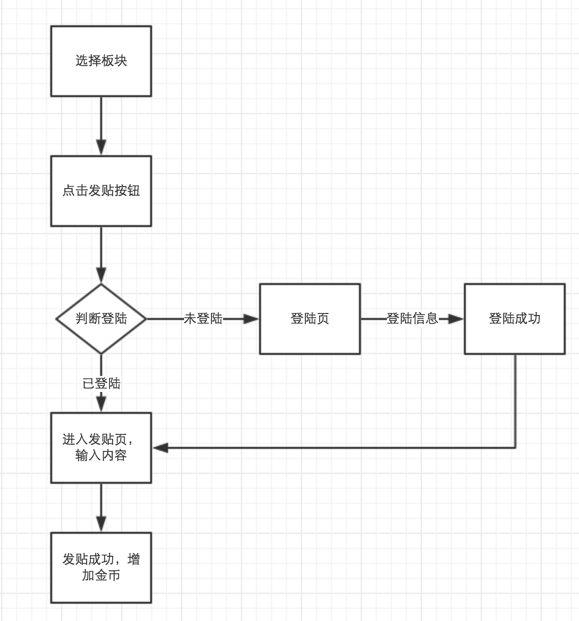 选择板块
点击发贴按钮
判断登陆
未登陆
登陆页
登陆信息
登陆成功
已登陆
进入发贴页，
输入内容
发贴成功，增
加金币